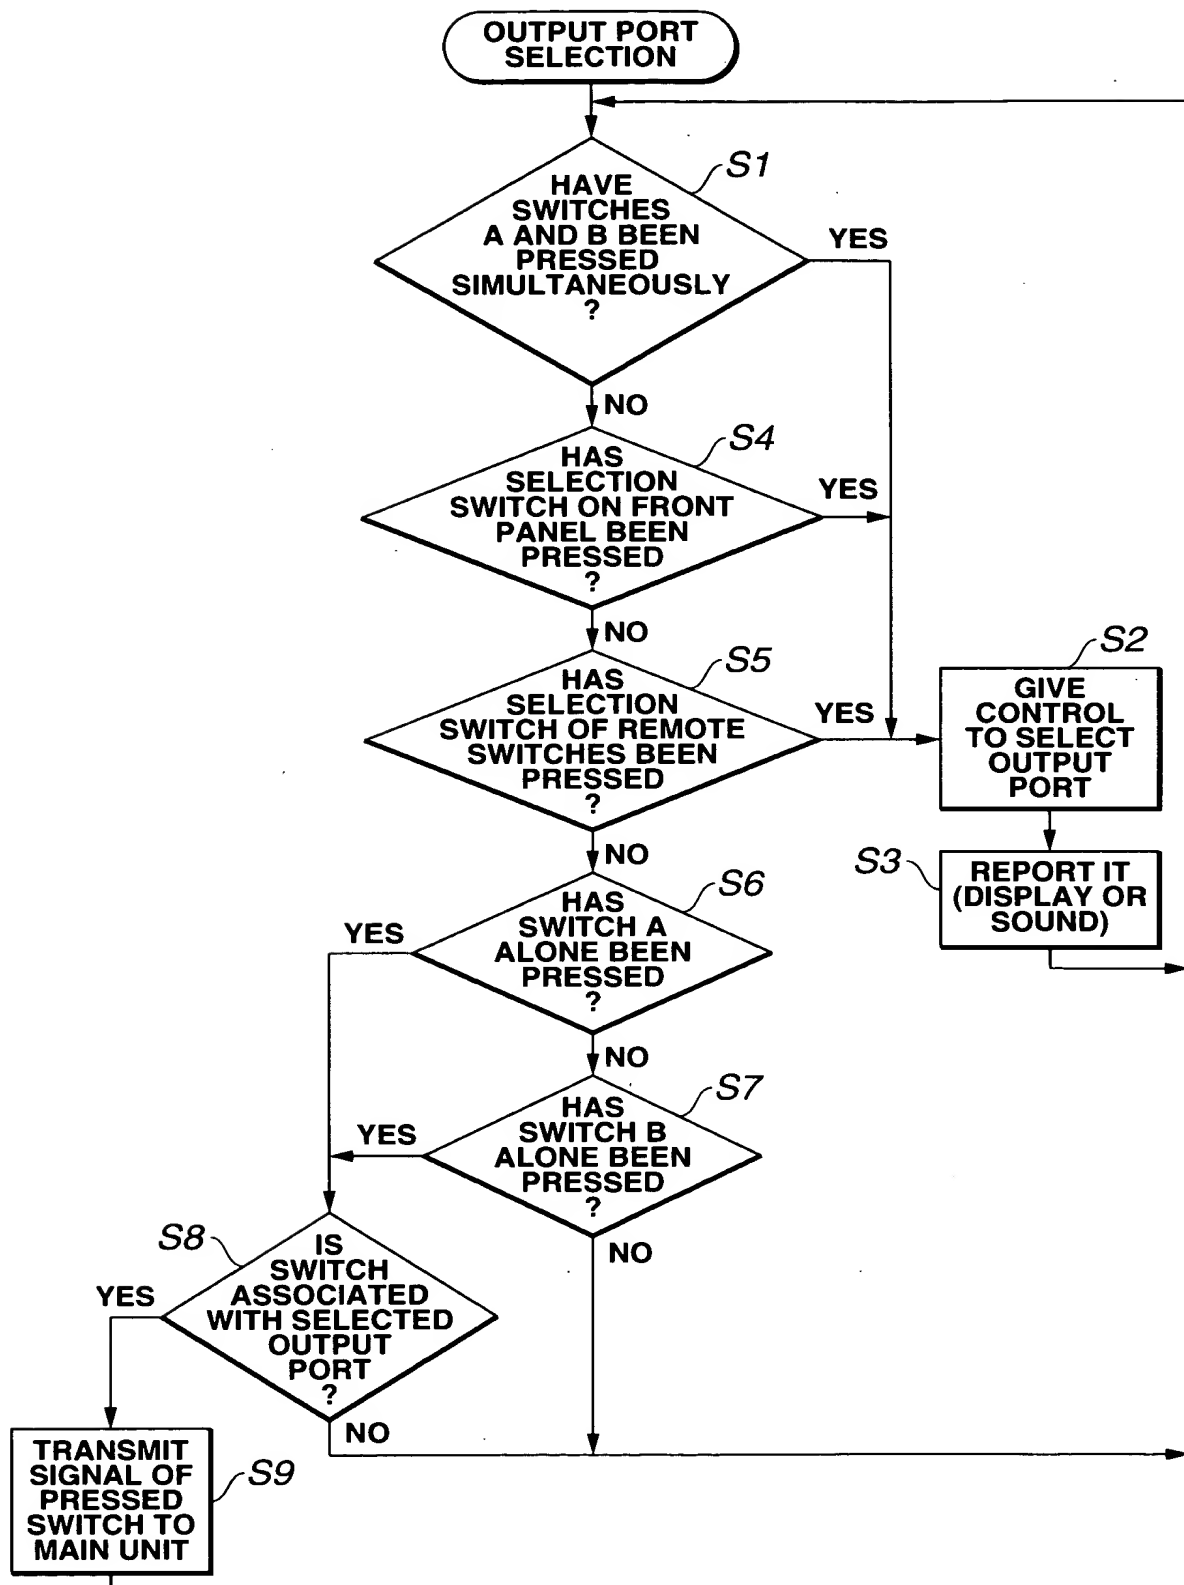 OUTPUT PORT
SELECTION
S1
HAVE
SWITCHES
A AND B BEEN
PRESSED
SIMULTANEOUSLY
?
YES
NO
S4
HAS
SELECTION
SWITCH ON FRONT
PANEL BEEN
PRESSED
?
YES
NO
S5
HAS
SELECTION
SWITCH OF REMOTE
SWITCHES BEEN
PRESSED
?
YES
NO
S2
GIVE
CONTROL
TO SELECT
OUTPUT
PORT
S3
REPORT IT
(DISPLAY OR
SOUND)
S6
HAS
SWITCH A
ALONE BEEN
PRESSED
?
YES
NO
S7
HAS
SWITCH B
ALONE BEEN
PRESSED
?
YES
NO
S8
IS
SWITCH
ASSOCIATED
WITH SELECTED
OUTPUT
PORT
?
YES
NO
TRANSMIT
SIGNAL OF
PRESSED
SWITCH TO
MAIN UNIT
S9